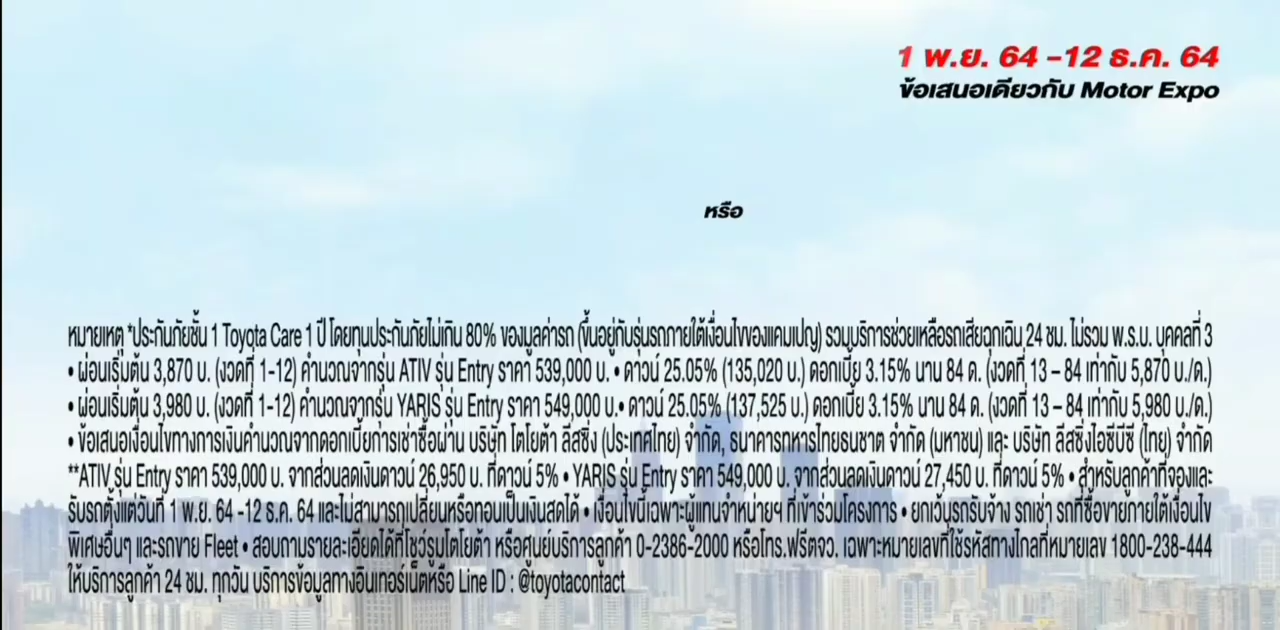 1 พ.ย. 64 -12 ธ.ค. 64
ข้อเสนอเดียวกับ Motor Expo
หรือ
หมายเหตุ *ประกันภัยชั้น 1 Toyota Care 1 ปี โดยทุนประกันภัยไม่เกิน 80% ของมูลค่ารถ (ขึ้นอยู่กับรุ่นรถภายใต้เงื่อนไขของแคมเปญ) รวมบริการช่วยเหลือรถเสียฉุกเฉิน 24 ชม. ไม่รวม พ.ร.บ. บุคคลที่ 3
• ผ่อนเริ่มต้น 3,870 บ. (งวดที่ 1-12) คำนวณจากรุ่น ATIV รุ่น Entry ราคา 539,000 บ. • ดาวน์ 25.05% (135,020 บ.) ดอกเบี้ย 3.15% นาน 84 ด. (งวดที่ 13 – 84 เท่ากับ 5,870 บ./ด.)
• ผ่อนเริ่มต้น 3,980 บ. (งวดที่ 1-12) คำนวณจากรุ่น YARIS รุ่น Entry ราคา 549,000 บ.• ดาวน์ 25.05% (137,525 บ.) ดอกเบี้ย 3.15% นาน 84 ด. (งวดที่ 13 – 84 เท่ากับ 5,980 บ./ด.)
• ข้อเสนอเงื่อนไขทางการเงินคำนวณจากดอกเบี้ยการเช่าซื้อผ่าน บริษัท โตโยต้า ลีสซิ่ง (ประเทศไทย) จำกัด, ธนาคารทหารไทยธนชาต จำกัด (มหาชน) และ บริษัท ลีสซิ่งไอซีบีซี (ไทย) จำกัด
**ATIV รุ่น Entry ราคา 539,000 บ. จากส่วนลดเงินดาวน์ 26,950 บ. ที่ดาวน์ 5% • YARIS รุ่น Entry ราคา 549,000 บ. จากส่วนลดเงินดาวน์ 27,450 บ. ที่ดาวน์ 5% • สำหรับลูกค้าที่จองและ
รับรถตั้งแต่วันที่ 1 พ.ย. 64 -12 ธ.ค. 64 และไม่สามารถเปลี่ยนหรือทอนเป็นเงินสดได้ • เงื่อนไขนี้เฉพาะผู้แทนจำหน่ายฯ ที่เข้าร่วมโครงการ • ยกเว้นรถรับจ้าง รถเช่า รถที่ซื้อขายภายใต้เงื่อนไข
พิเศษอื่นๆ และรถขาย Fleet • สอบถามรายละเอียดได้ที่โชว์รูมโตโยต้า หรือศูนย์บริการลูกค้า 0-2386-2000 หรือโทร.ฟรีตจว. เฉพาะหมายเลขที่ใช้รหัสทางไกลที่หมายเลข 1800-238-444
ให้บริการลูกค้า 24 ชม. ทุกวัน บริการข้อมูลทางอินเทอร์เน็ตหรือ Line ID : @toyotacontact